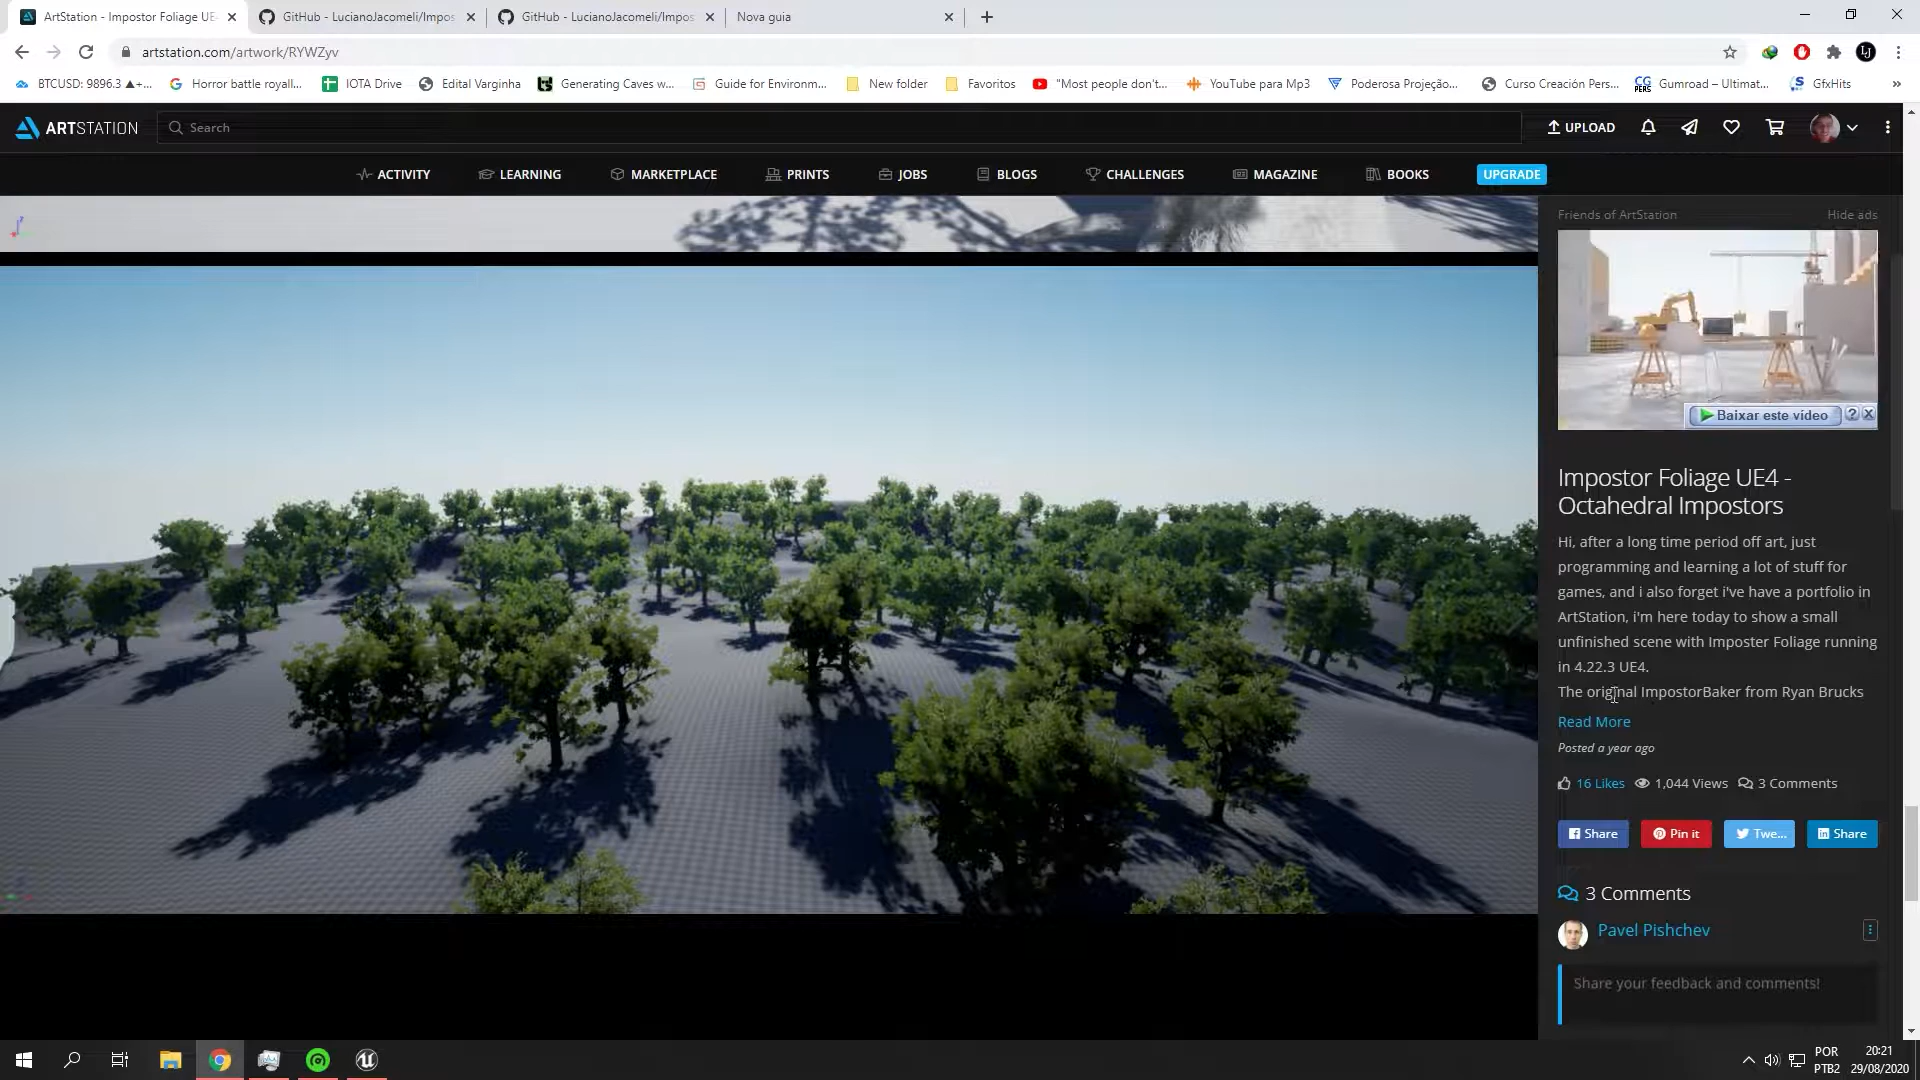 ArtStation - Impostor Foliage UE
GitHub - LucianoJacomeli/Impos
GitHub - LucianoJacomeli/Impos
Nova guia
artstation.com/artwork/RYWZyv
BTCUSD: 9896.3 ▲+...
Horror battle royall...
IOTA Drive
Edital Varginha
Generating Caves w...
Guide for Environm...
New folder
Favoritos
"Most people don't...
YouTube para Mp3
Poderosa Projeção...
Curso Creación Pers...
Gumroad – Ultimat...
GfxHits
»
ARTSTATION
Search
UPLOAD
ACTIVITY
LEARNING
MARKETPLACE
PRINTS
JOBS
BLOGS
CHALLENGES
MAGAZINE
BOOKS
UPGRADE
Friends of ArtStation
Hide ads
Baixar este video
?
Impostor Foliage UE4 -
Octahedral Impostors
Hi, after a long time period off art, just
programming and learning a lot of stuff for
games, and i also forget i've have a portfolio in
ArtStation, i'm here today to show a small
unfinished scene with Imposter Foliage running
in 4.22.3 UE4.
The original ImpostorBaker from Ryan Brucks
Read More
Posted a year ago
16 Likes
1,044 Views
3 Comments
Share
Pin it
Twe...
Share
3 Comments
Pavel Pishchev
Share your feedback and comments!
POR
PTB2
20:21
29/08/2020